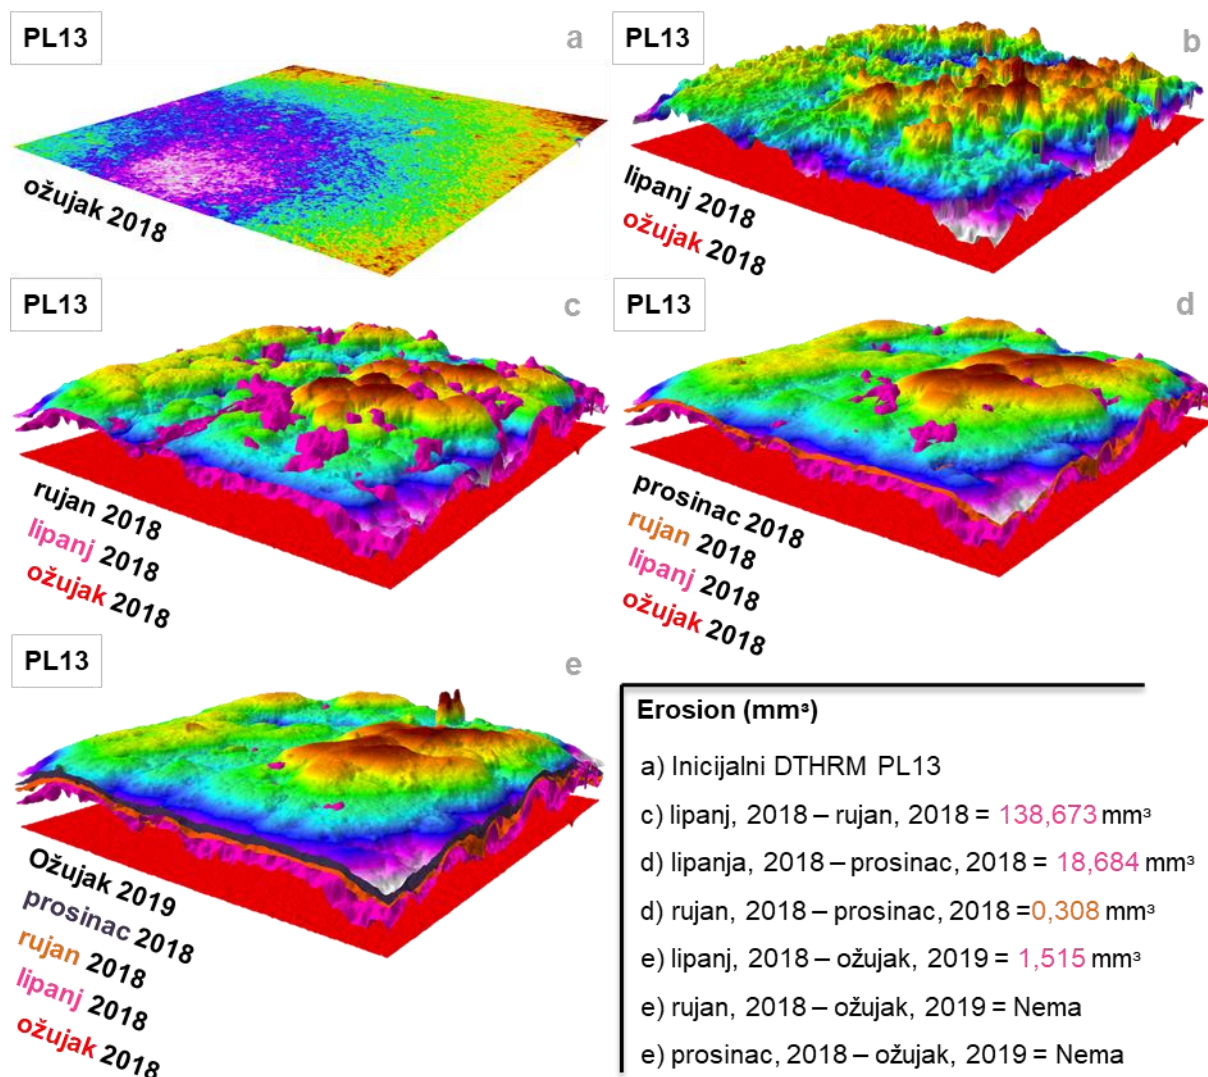 PL13
a
ožujak 2018
PL13
b
lipanj 2018
ožujak 2018
PL13
c
rujan 2018
lipanj 2018
ožujak 2018
PL13
d
prosinac 2018
rujan 2018
lipanj 2018
ožujak 2018
PL13
e
Ožujak 2019
prosinac 2018
rujan 2018
lipanj 2018
ožujak 2018
Erosion (mm³)
a) Inicijalni DTHRM PL13
c) lipanj, 2018 – rujan, 2018 = 138,673 mm³
d) lipanja, 2018 – prosinac, 2018 = 18,684 mm³
d) rujan, 2018 – prosinac, 2018 =0,308 mm³
e) lipanj, 2018 – ožujak, 2019 = 1,515 mm³
e) rujan, 2018 – ožujak, 2019 = Nema
e) prosinac, 2018 – ožujak, 2019 = Nema